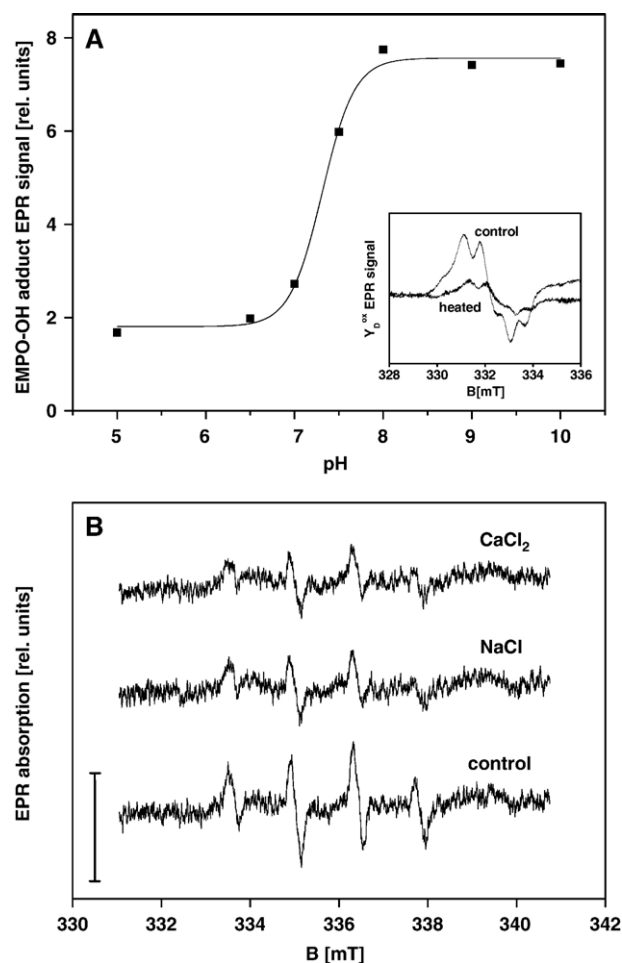 A
EMPO-OH adduct EPR signal [rel. units]
8
6
4
2
0
5 6 7 8 9 10
pH
control
heated
Y_D^ox EPR signal
328 330 332 334 336
B[mT]
B
EPR absorption [rel. units]
CaCl₂
NaCl
control
330 332 334 336 338 340 342
B [mT]